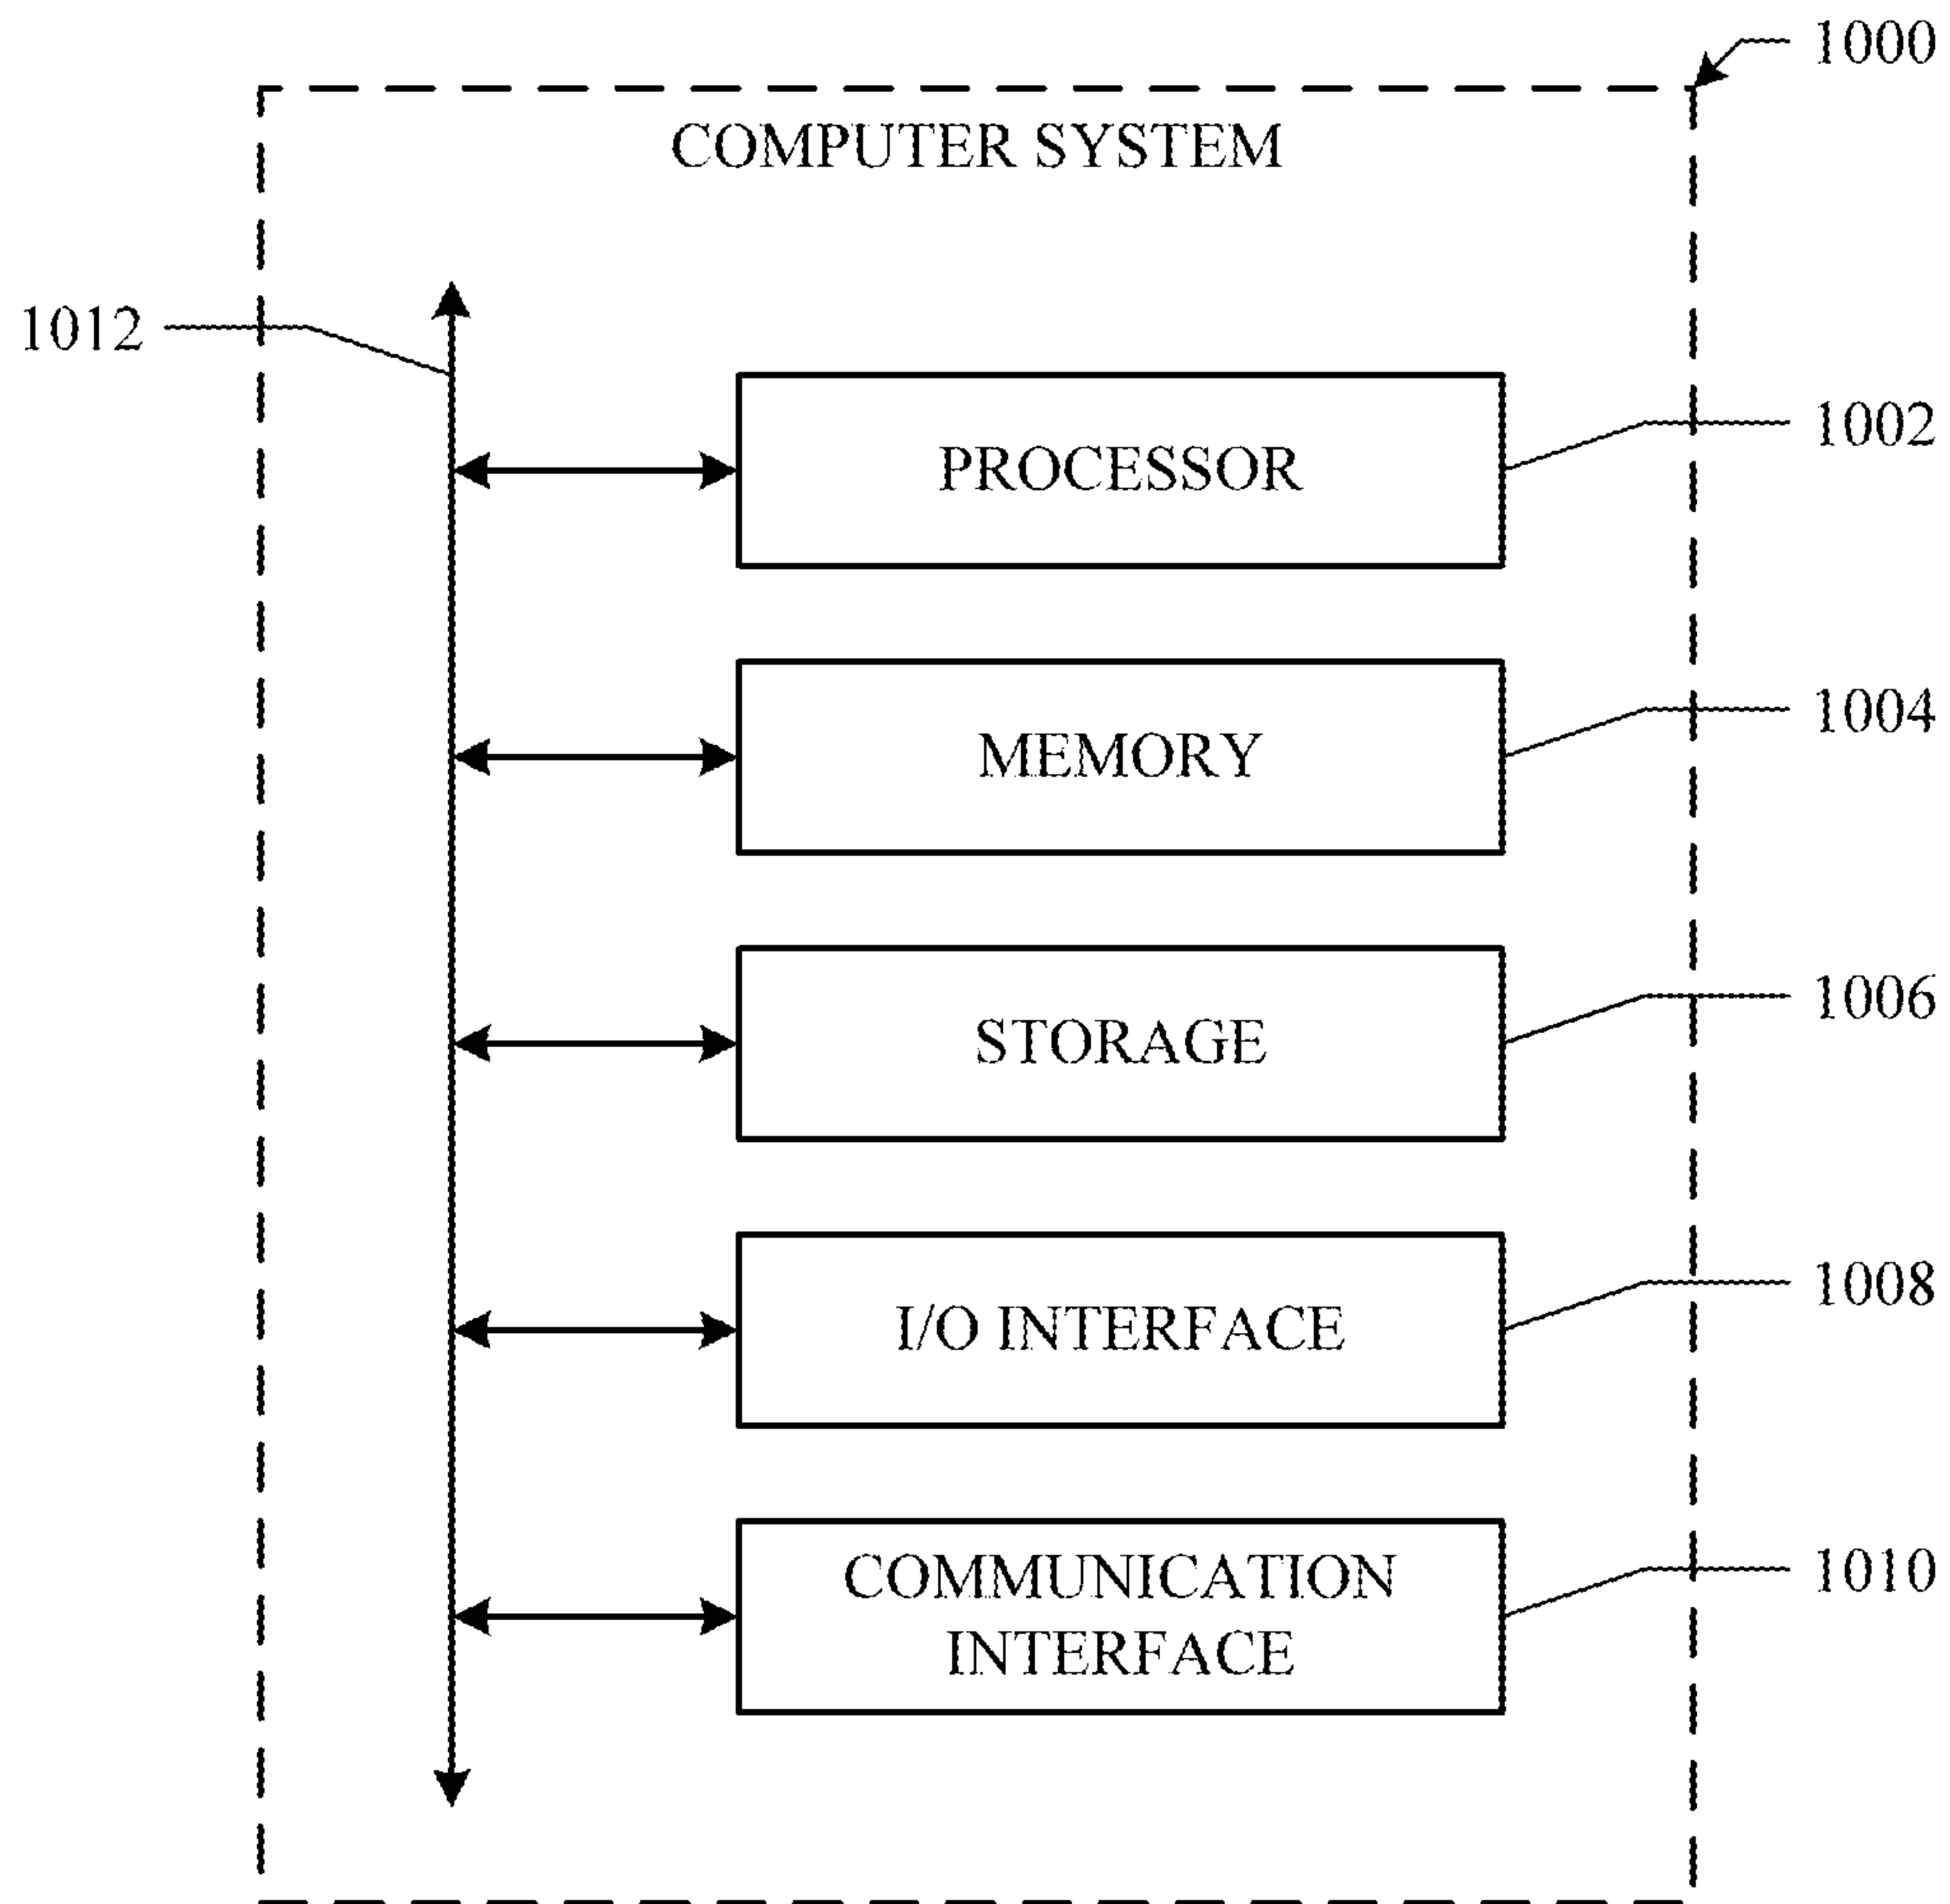 1000
COMPUTER SYSTEM
1012
1002
PROCESSOR
1004
MEMORY
1006
STORAGE
1008
I/O INTERFACE
1010
COMMUNICATION
INTERFACE